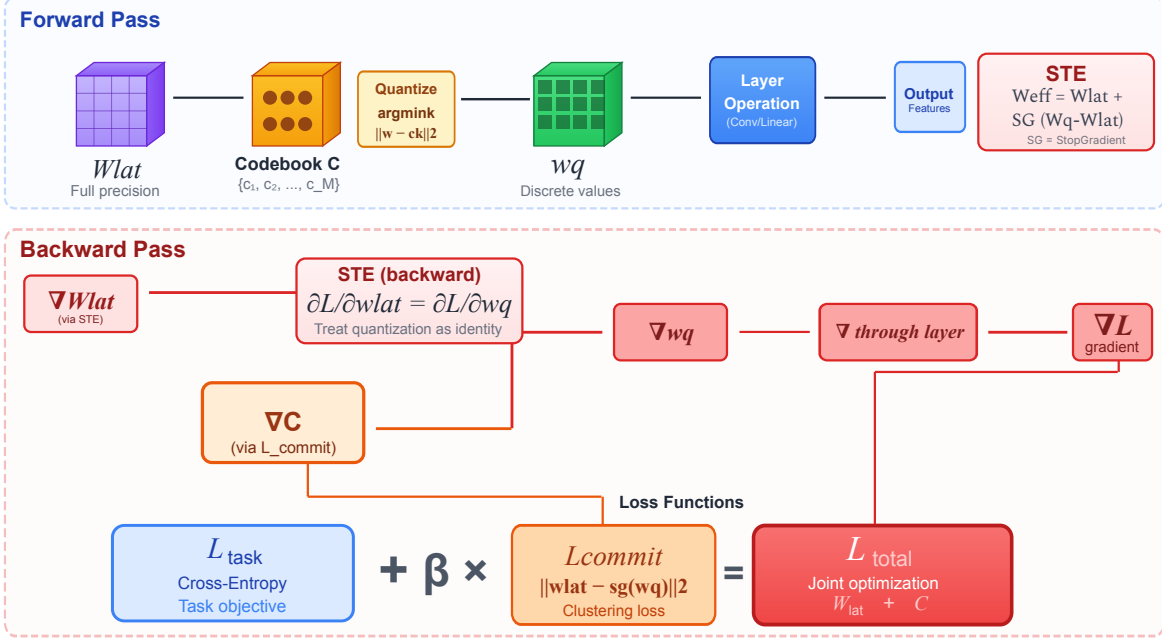 Forward Pass
Wlat
Full precision
Codebook C
{c₁, c₂, ..., c_M}
Quantize
argmink
||w − ck||2
wq
Discrete values
Layer
Operation
(Conv/Linear)
Output
Features
STE
Weff = Wlat +
SG (Wq-Wlat)
SG = StopGradient
Backward Pass
∇Wlat
(via STE)
STE (backward)
∂L/∂wlat = ∂L/∂wq
Treat quantization as identity
∇wq
∇ through layer
∇L
gradient
∇C
(via L_commit)
Loss Functions
L task
Cross-Entropy
Task objective
+ β ×
Lcommit
||wlat − sg(wq)||2
Clustering loss
=
L total
Joint optimization
Wlat + C